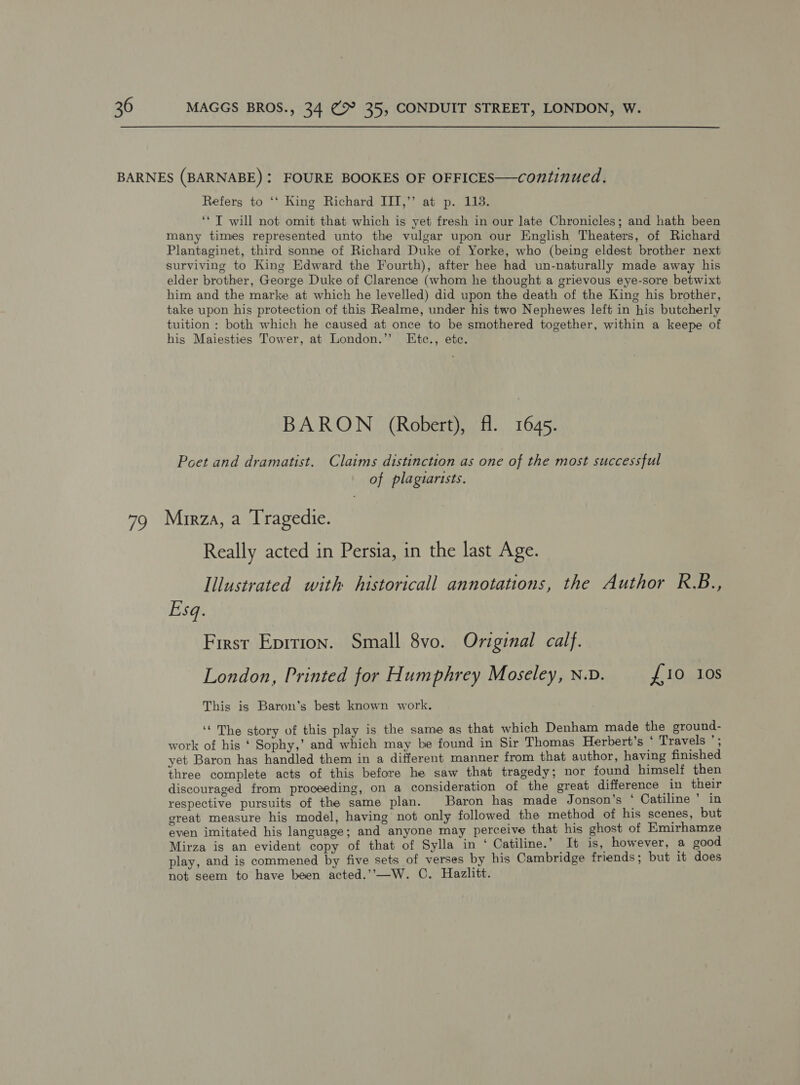 36 MAGGS BROS., 34 & 35, CONDUIT STREET, LONDON, W.
BARNES (BARNABE): FOURE BOOKES OF OFFICES—continued.
Refers to “ King Richard III,” at p. 113.
“ I will not omit that which is yet fresh in our late Chronicles; and hath been
many times represented unto the vulgar upon our English Theaters, of Richard
Plantaginet, third sonne of Richard Duke of Yorke, who (being eldest brother next
surviving to King Edward the Fourth), after hee had un-naturally made away his
elder brother, George Duke of Clarence (whom he thought a grievous eye-sore betwixt
him and the marke at which he levelled) did upon the death of the King his brother,
take upon his protection of this Realme, under his two Nephewes left in his butcherly
tuition : both which he caused at once to be smothered together, within a keepe of
his Maiesties Tower, at London.” Etc., etc.
BARON (Robert), fl. 1645.
Poet and dramatist. Claims distinction as one of the most successful
of plagiarists.
79 Mirza, a Tragedie.
Really acted in Persia, in the last Age.
Illustrated with historicall annotations, the Author R.B.,
Esq.
First Edition. Small 8vo. Original calf.
London, Printed for Humphrey Moseley, N.D. £10 10s
This is Baron's best known work.
“ The story of this play is the same as that which Denham made the ground-
work of his ‘ Sophy,’ and which may be found in Sir Thomas Herbert's ‘ Travels ’;
yet Baron has handled them in a different manner from that author, having finished
three complete acts of this before he saw that tragedy; nor found himself then
discouraged from proceeding, on a consideration of the great difference in their
respective pursuits of the same plan. Baron has made Jonson's ‘ Catiline ’ in
great measure his model, having not only followed the method of his scenes, but
even imitated his language; and anyone may perceive that his ghost of Emirhamze
Mirza is an evident copy of that of Sylla in ‘ Catiline.’ It is, however, a good
play, and is commened by five sets of verses by his Cambridge friends; but it does
not seem to have been acted.”—W. C. Hazlitt.